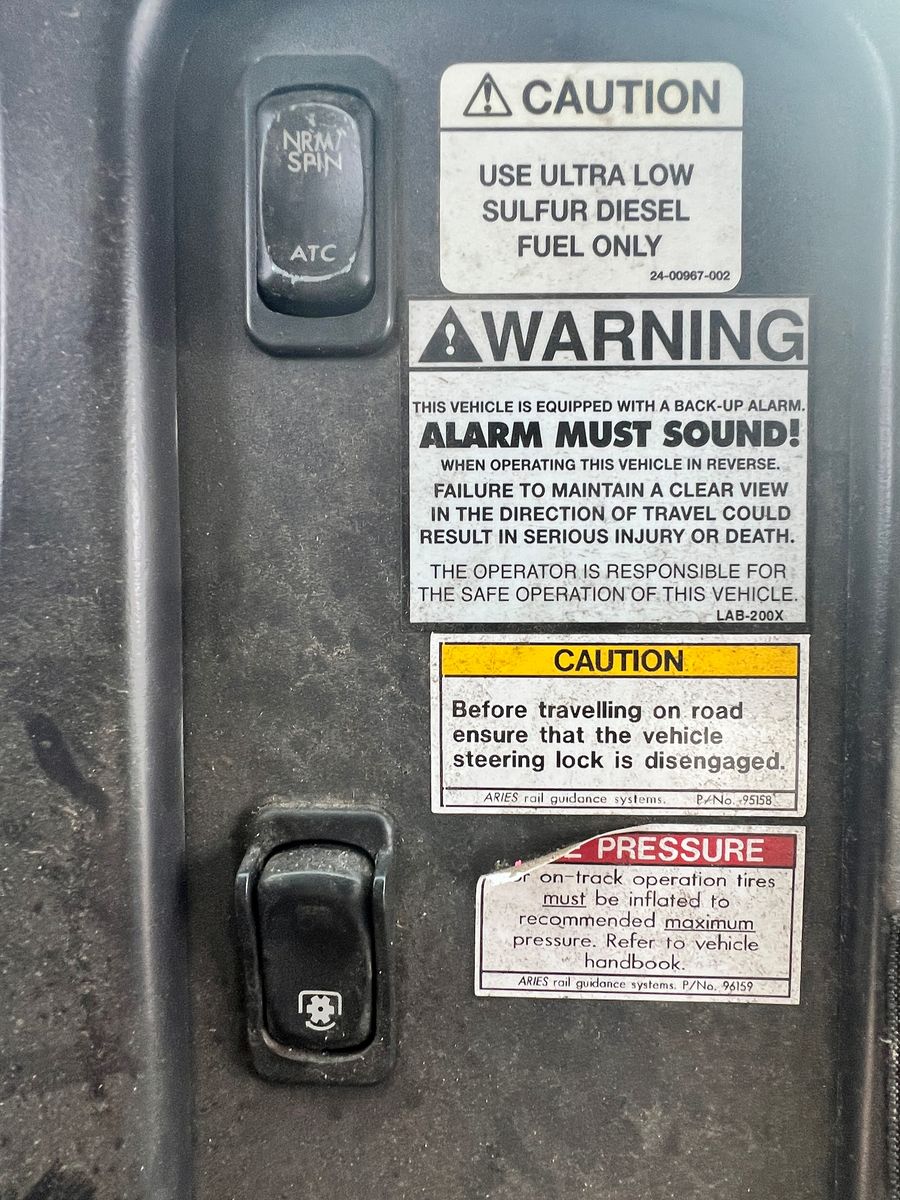 NRM/
SPIN
ATC
CAUTION
USE ULTRA LOW
SULFUR DIESEL
FUEL ONLY
24-00967-002
WARNING
THIS VEHICLE IS EQUIPPED WITH A BACK-UP ALARM.
ALARM MUST SOUND!
WHEN OPERATING THIS VEHICLE IN REVERSE.
FAILURE TO MAINTAIN A CLEAR VIEW
IN THE DIRECTION OF TRAVEL COULD
RESULT IN SERIOUS INJURY OR DEATH.
THE OPERATOR IS RESPONSIBLE FOR
THE SAFE OPERATION OF THIS VEHICLE.
LAB-200X
CAUTION
Before travelling on road
ensure that the vehicle
steering lock is disengaged.
ARIES rail guidance systems. P/No. 95158
PRESSURE
on-track operation tires
must be inflated to
recommended maximum
pressure. Refer to vehicle
handbook.
ARIES rail guidance systems. P/No. 96159